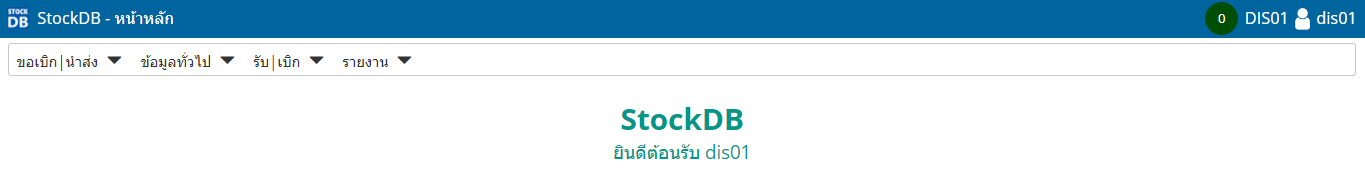 STOCK DB StockDB - หน้าหลัก 0 DIS01 dis01
ขอเบิก|นำส่ง ข้อมูลทั่วไป รับ|เบิก รายงาน
StockDB
ยินดีต้อนรับ dis01